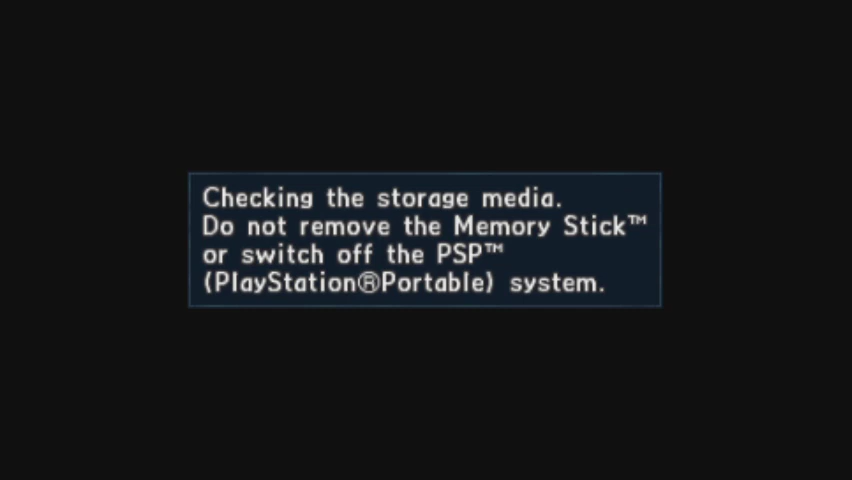 Checking the storage media.
Do not remove the Memory Stick™
or switch off the PSP™
(PlayStation®Portable) system.